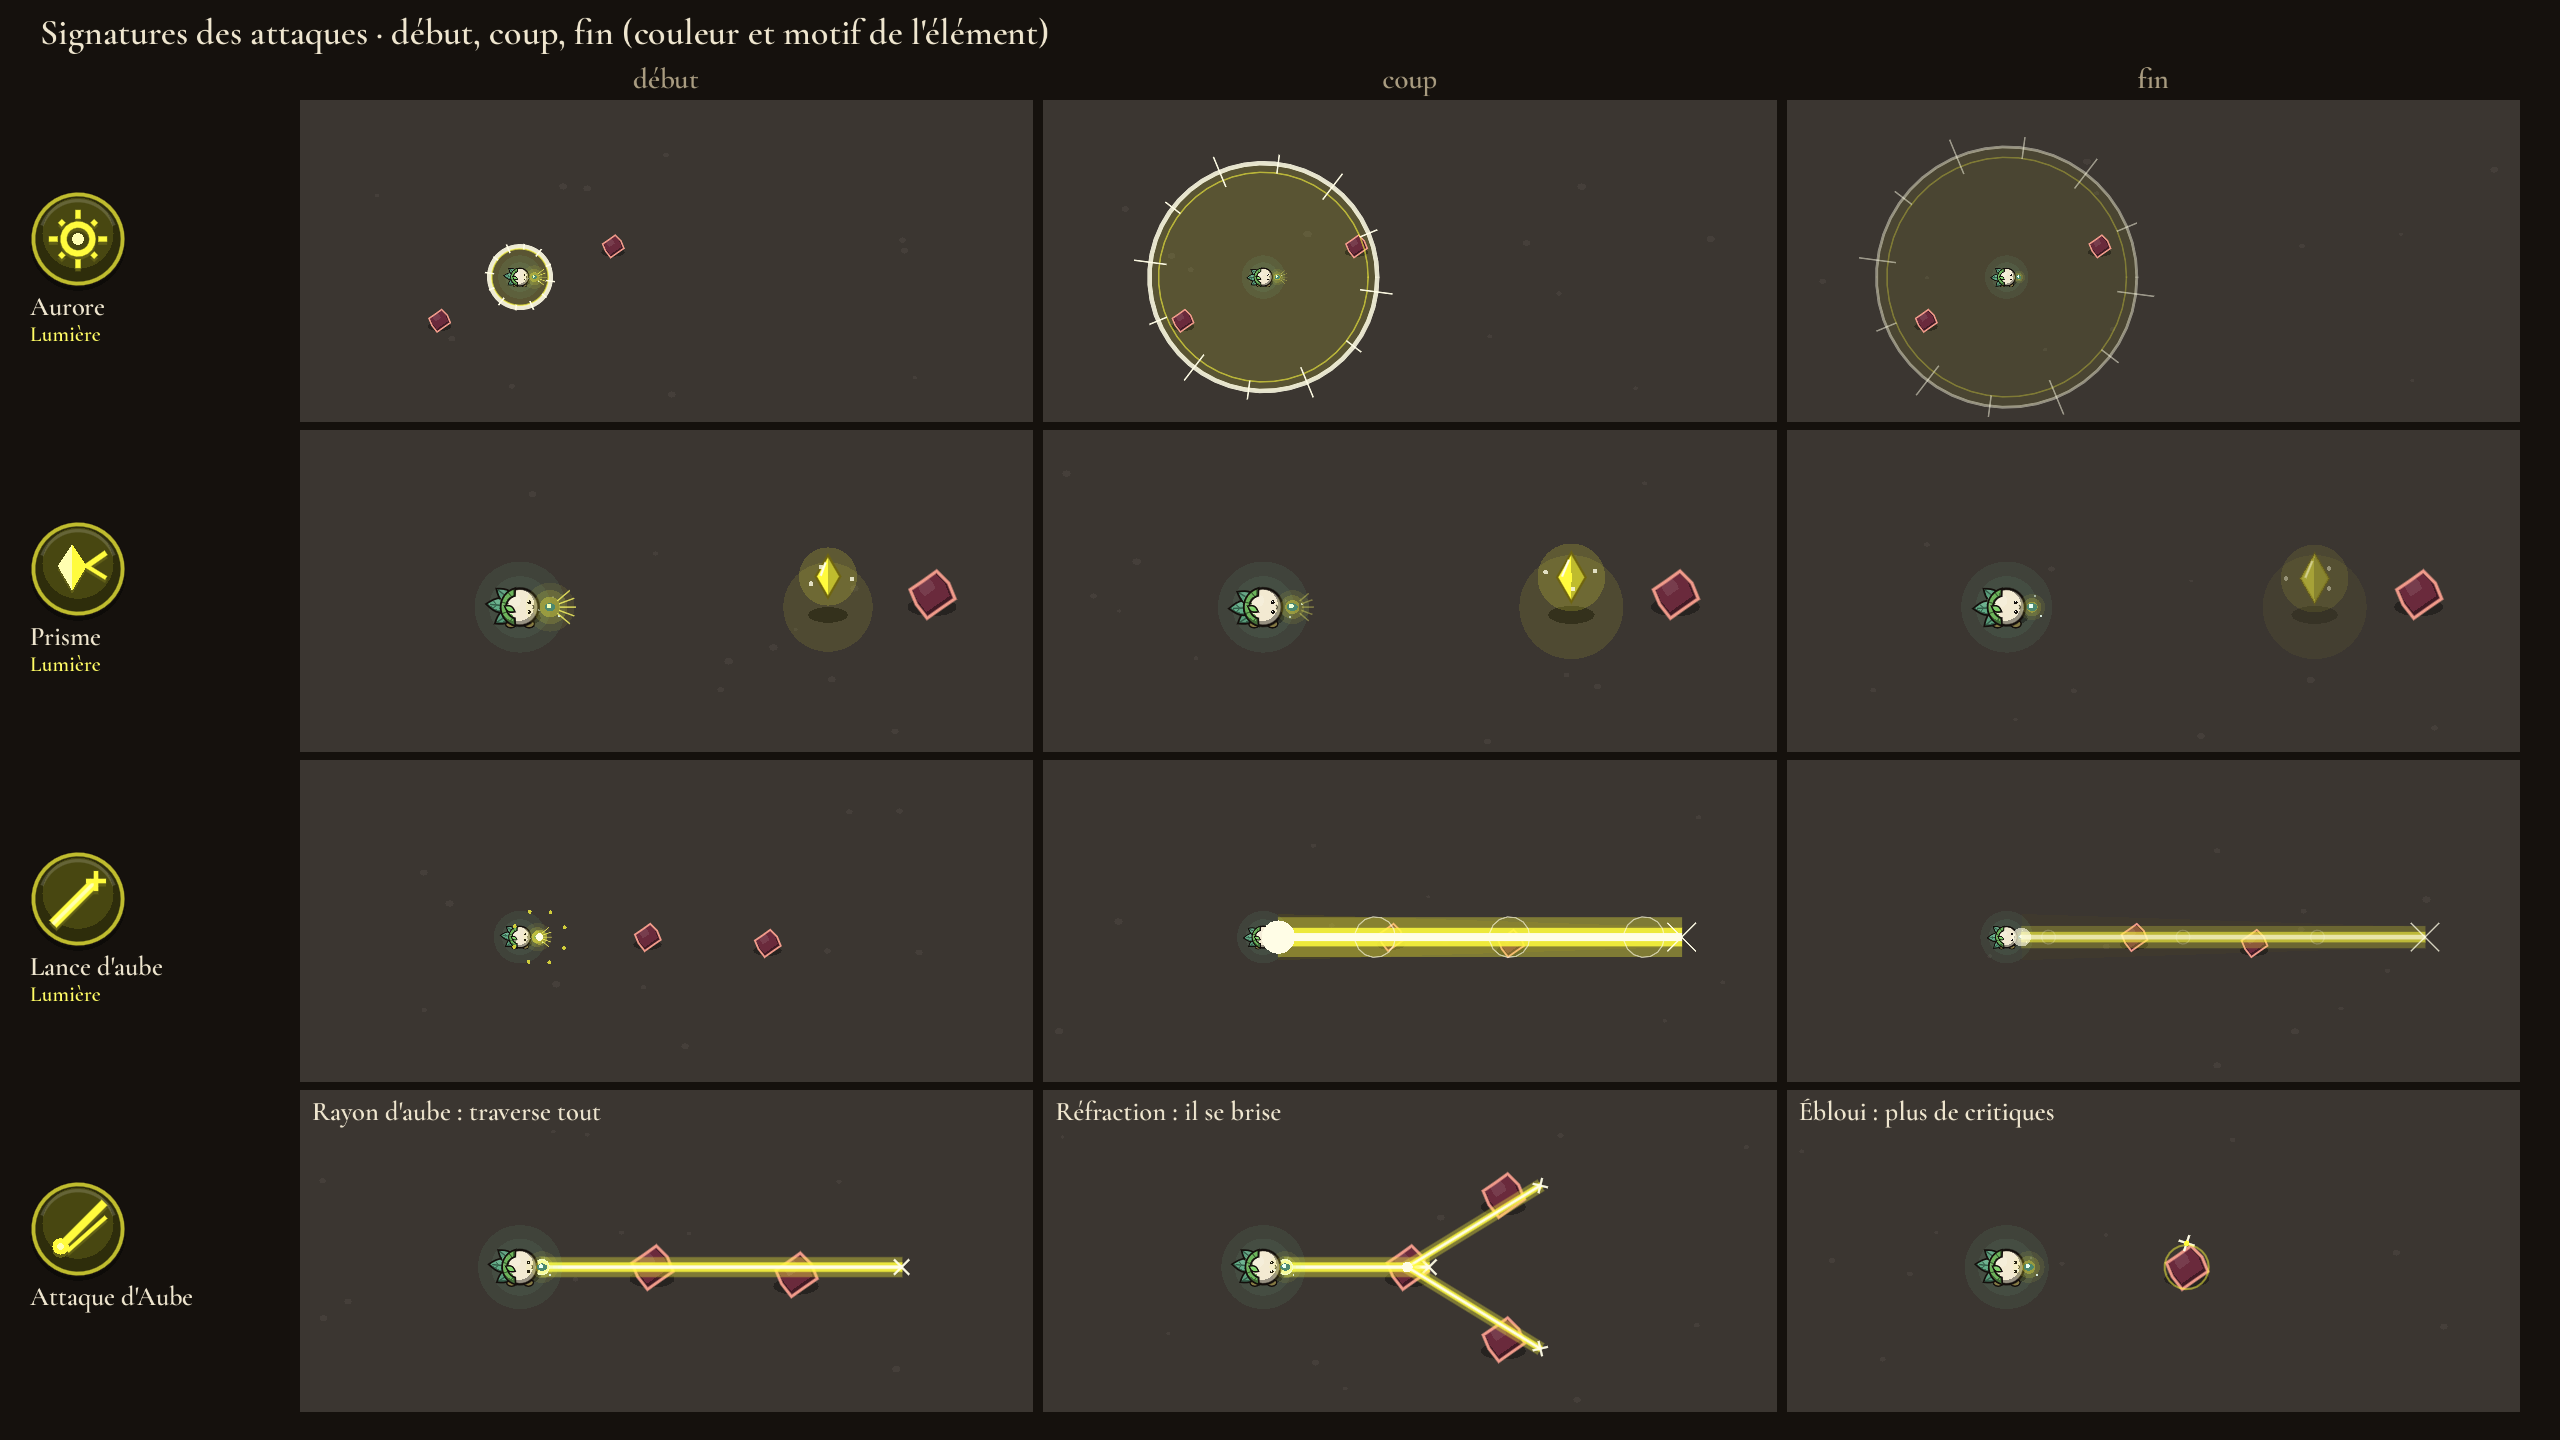 Signatures des attaques · début, coup, fin (couleur et motif de l'élément)
début
coup
fin
Aurore
Lumière
Prisme
Lumière
Lance d'aube
Lumière
Rayon d'aube : traverse tout
Réfraction : il se brise
Ébloui : plus de critiques
Attaque d'Aube